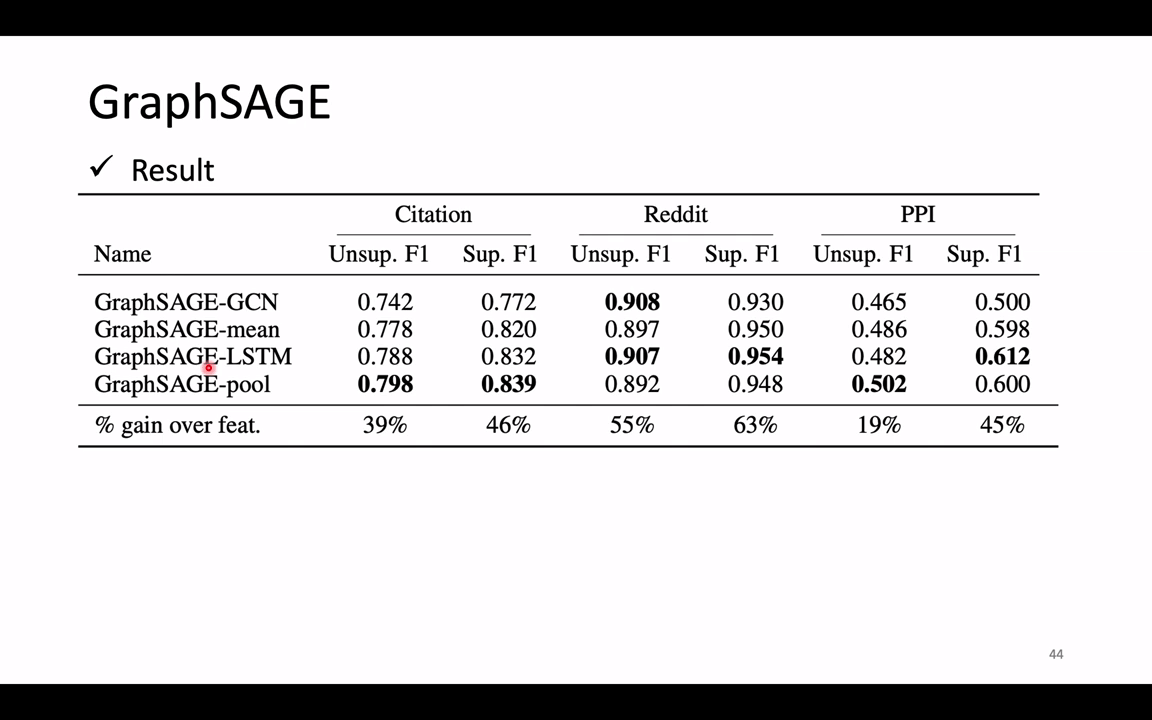 GraphSAGE
✓ Result
Citation Reddit PPI
Name Unsup. F1 Sup. F1 Unsup. F1 Sup. F1 Unsup. F1 Sup. F1
GraphSAGE-GCN 0.742 0.772 0.908 0.930 0.465 0.500
GraphSAGE-mean 0.778 0.820 0.897 0.950 0.486 0.598
GraphSAGE-LSTM 0.788 0.832 0.907 0.954 0.482 0.612
GraphSAGE-pool 0.798 0.839 0.892 0.948 0.502 0.600
% gain over feat. 39% 46% 55% 63% 19% 45%
44